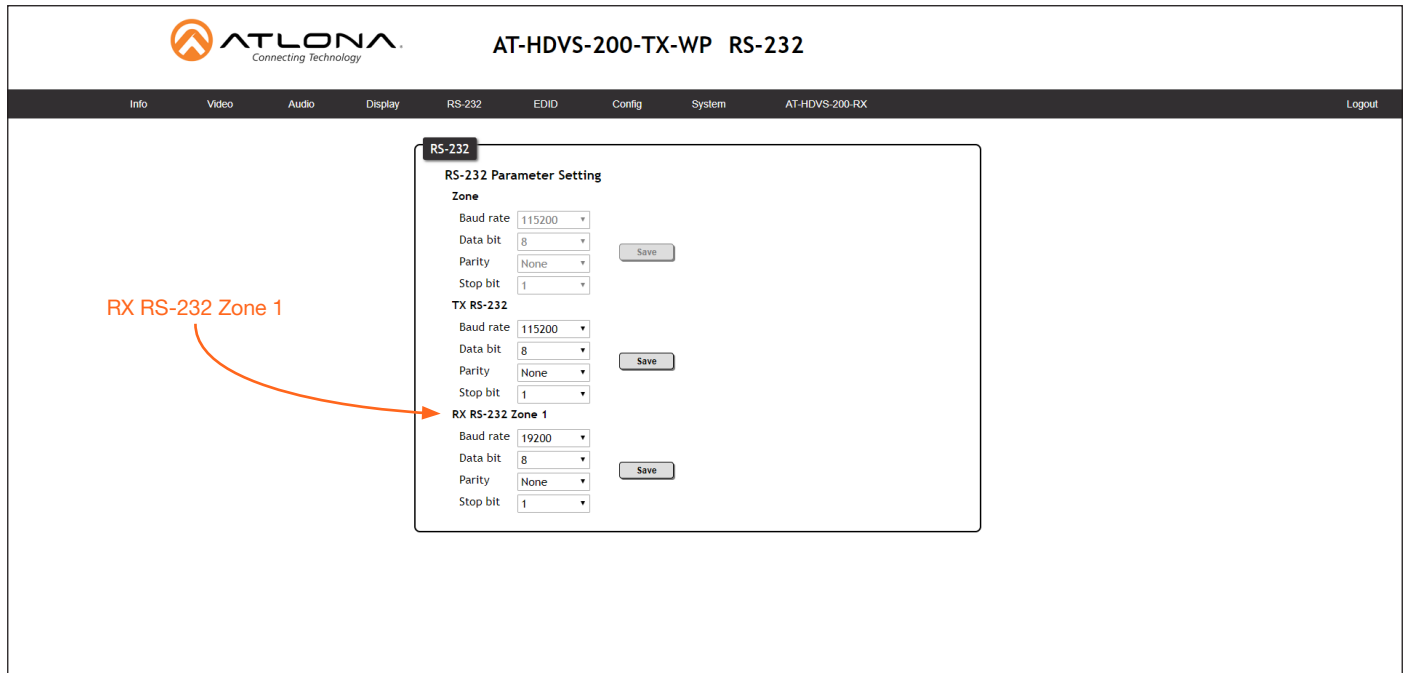 ATLONA.
Connecting Technology
AT-HDVS-200-TX-WP RS-232
Info Video Audio Display RS-232 EDID Config System AT-HDVS-200-RX Logout
RS-232
RS-232 Parameter Setting
Zone
Baud rate 115200
Data bit 8
Save
Parity None
Stop bit 1
RX RS-232 Zone 1
TX RS-232
Baud rate 115200
Data bit 8
Save
Parity None
Stop bit 1
RX RS-232 Zone 1
Baud rate 19200
Data bit 8
Save
Parity None
Stop bit 1